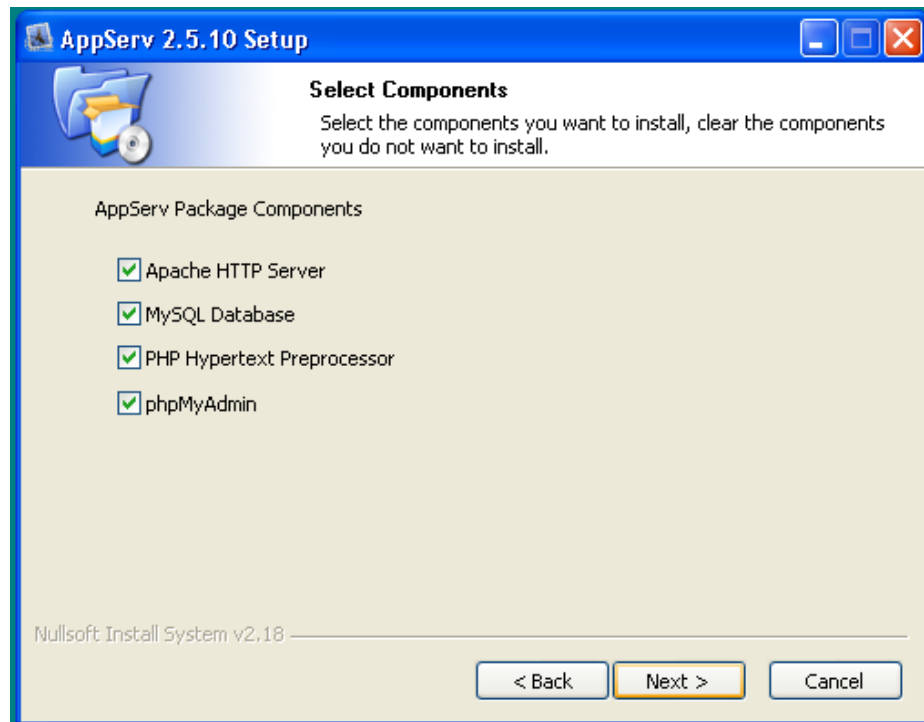 AppServ 2.5.10 Setup
Select Components
Select the components you want to install, clear the components
you do not want to install.
AppServ Package Components
Apache HTTP Server
MySQL Database
PHP Hypertext Preprocessor
phpMyAdmin
Nullsoft Install System v2.18
< Back
Next >
Cancel